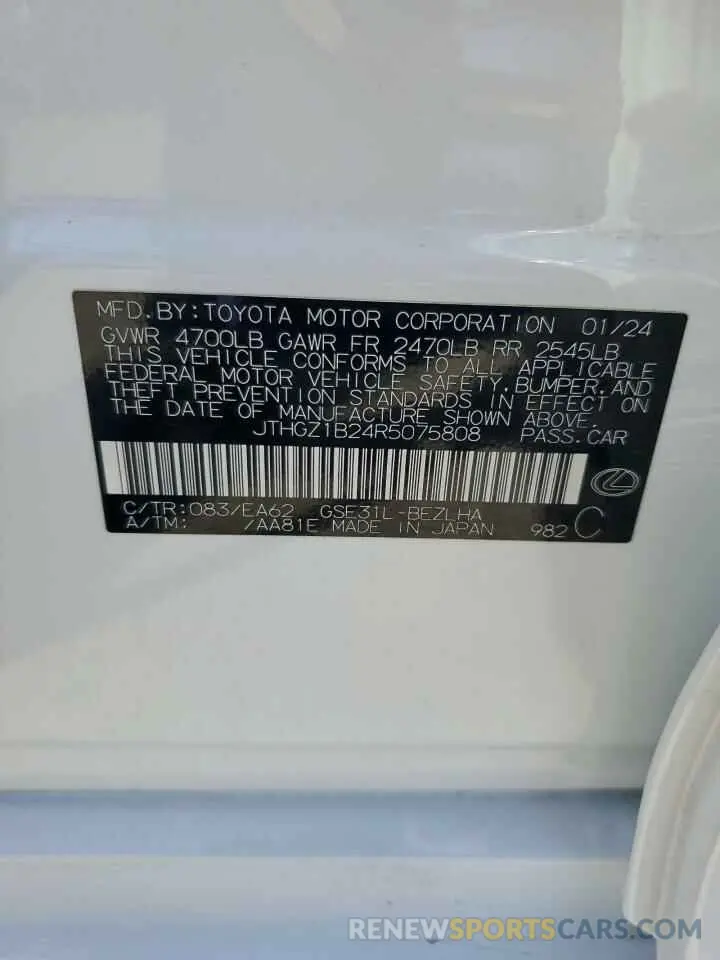 MFD.BY:TOYOTA MOTOR CORPORATION 01/24
GVWR 4700LB GAWR FR 2470LB RR 2545LB
THIS VEHICLE CONFORMS TO ALL APPLICABLE
FEDERAL MOTOR VEHICLE SAFETY,BUMPER,AND
THEFT PREVENTION STANDARDS IN EFFECT ON
THE DATE OF MANUFACTURE SHOWN ABOVE.
JTHGZ1B24R5075808 PASS.CAR
C/TR:083/EA62 GSE31L-BEZLHA
A/TM: /AA81E MADE IN JAPAN 982 C
RENEWSPORTSCARS.COM